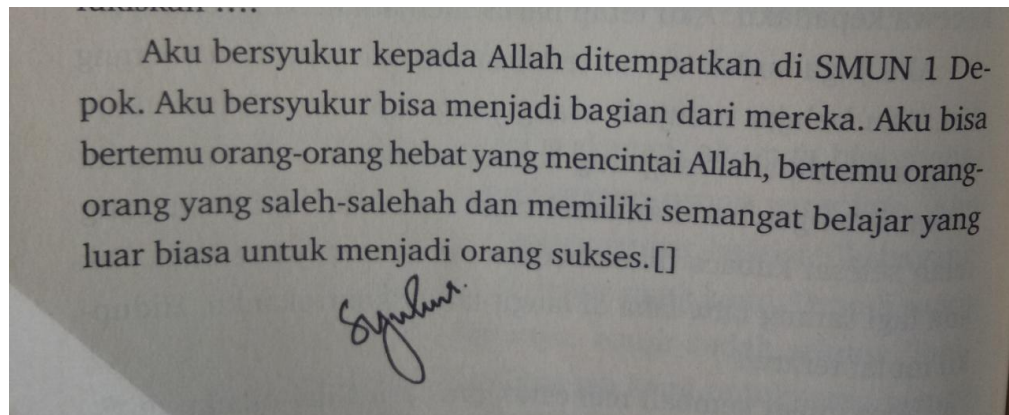 Aku bersyukur kepada Allah ditempatkan di SMUN 1 De-
pok. Aku bersyukur bisa menjadi bagian dari mereka. Aku bisa
bertemu orang-orang hebat yang mencintai Allah, bertemu orang-
orang yang saleh-salehah dan memiliki semangat belajar yang
luar biasa untuk menjadi orang sukses.[]